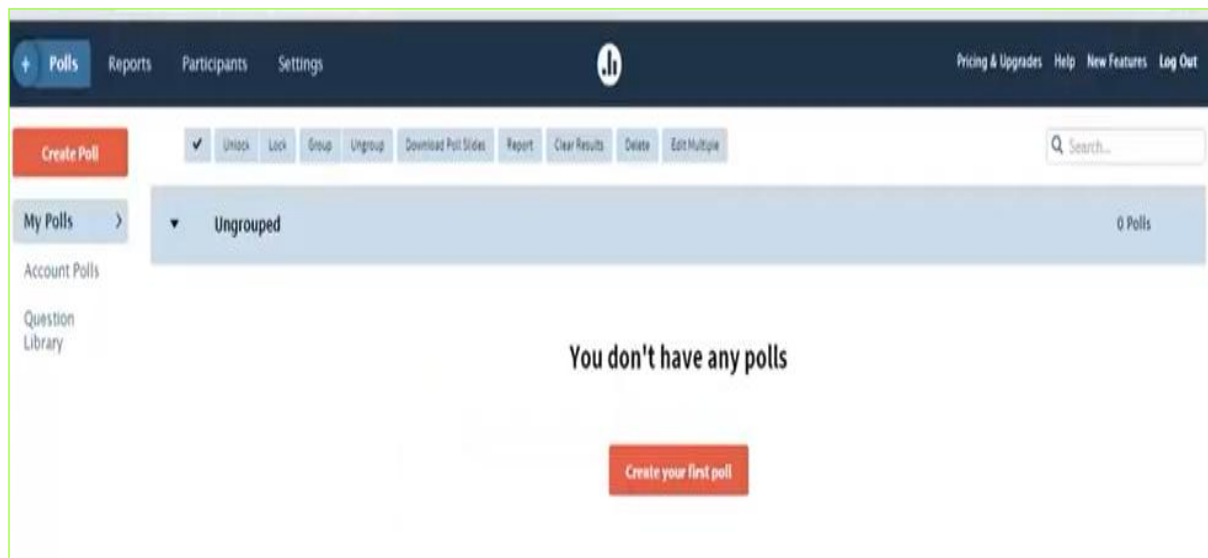 + Polls Reports Participants Settings Pricing & Upgrades Help New Features Log Out
Create Poll ✔ Unlock Lock Group Ungroup Download Poll Slides Report Clear Results Delete Edit Multiple Search...
My Polls > Ungrouped 0 Polls
Account Polls
Question
Library
You don't have any polls
Create your first poll